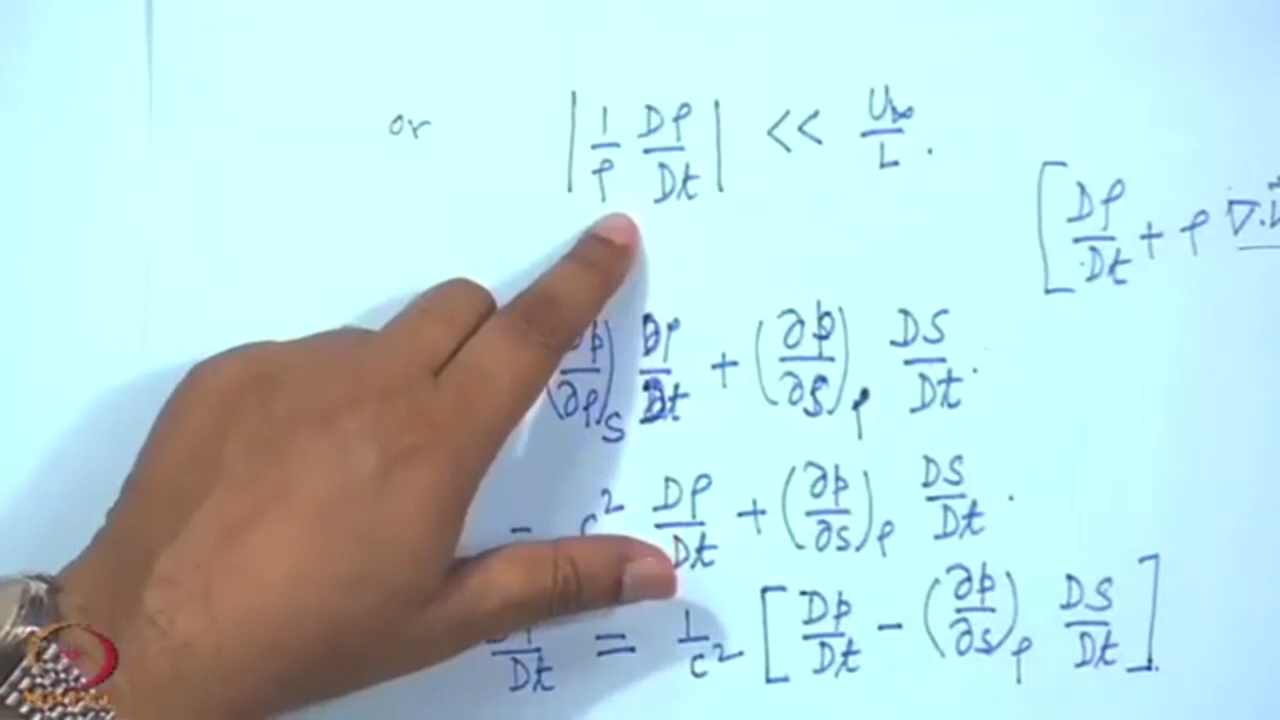 or |1/ρ Dρ/Dt| << U∞/L .
[Dρ/Dt + ρ ∇.
(∂p/∂ρ)s Dρ/Dt + (∂p/∂s)ρ DS/Dt .
= c² Dρ/Dt + (∂p/∂s)ρ DS/Dt .
Dρ/Dt = 1/c² [Dp/Dt - (∂p/∂s)ρ DS/Dt] .